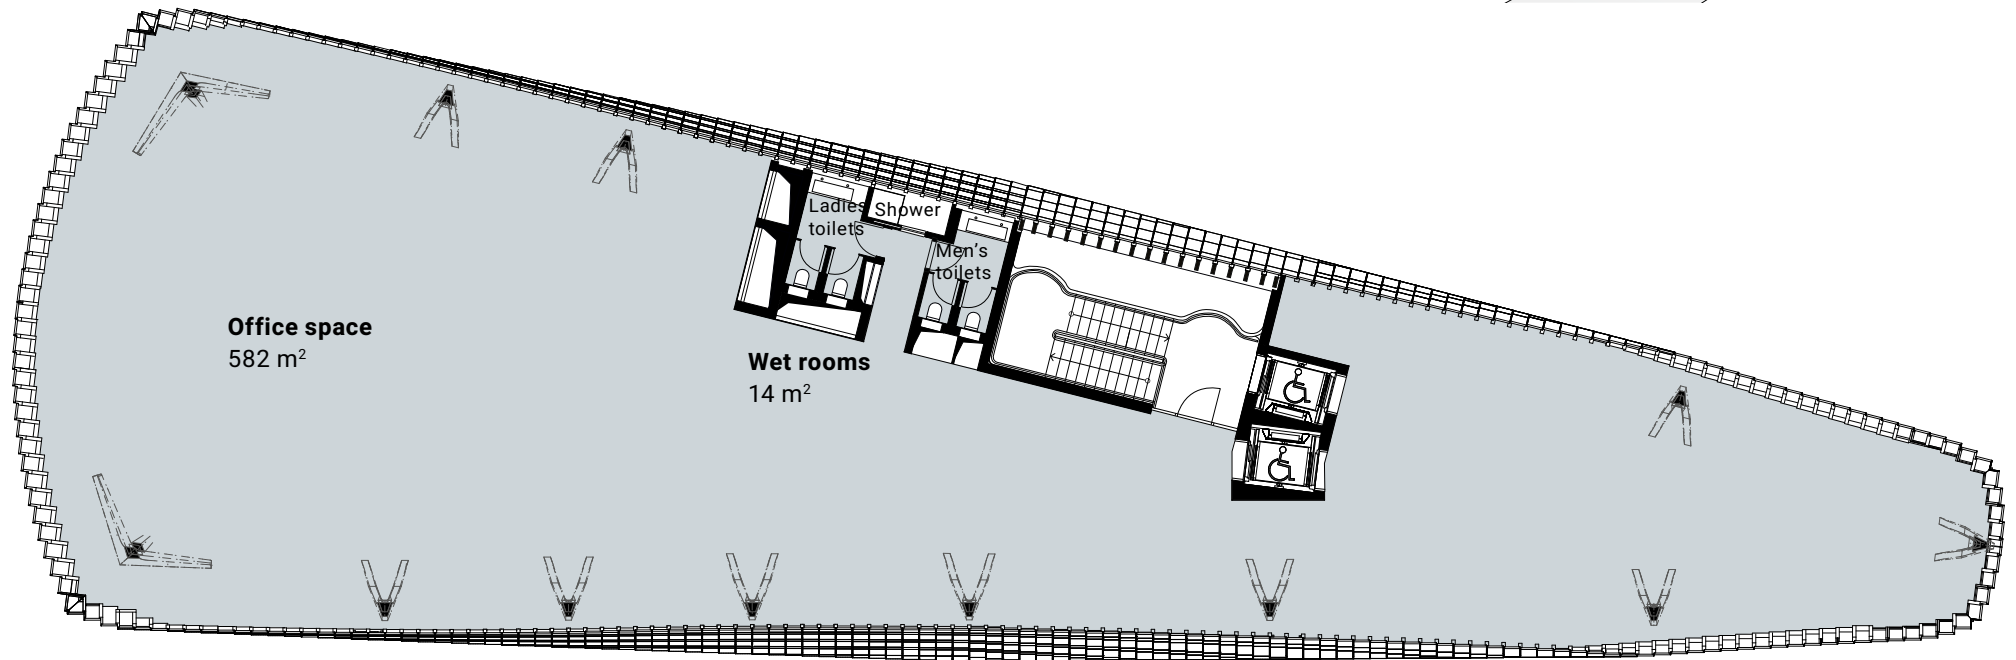 Ladies
toilets
Shower
Men's
toilets
Office space
582 m²
Wet rooms
14 m²